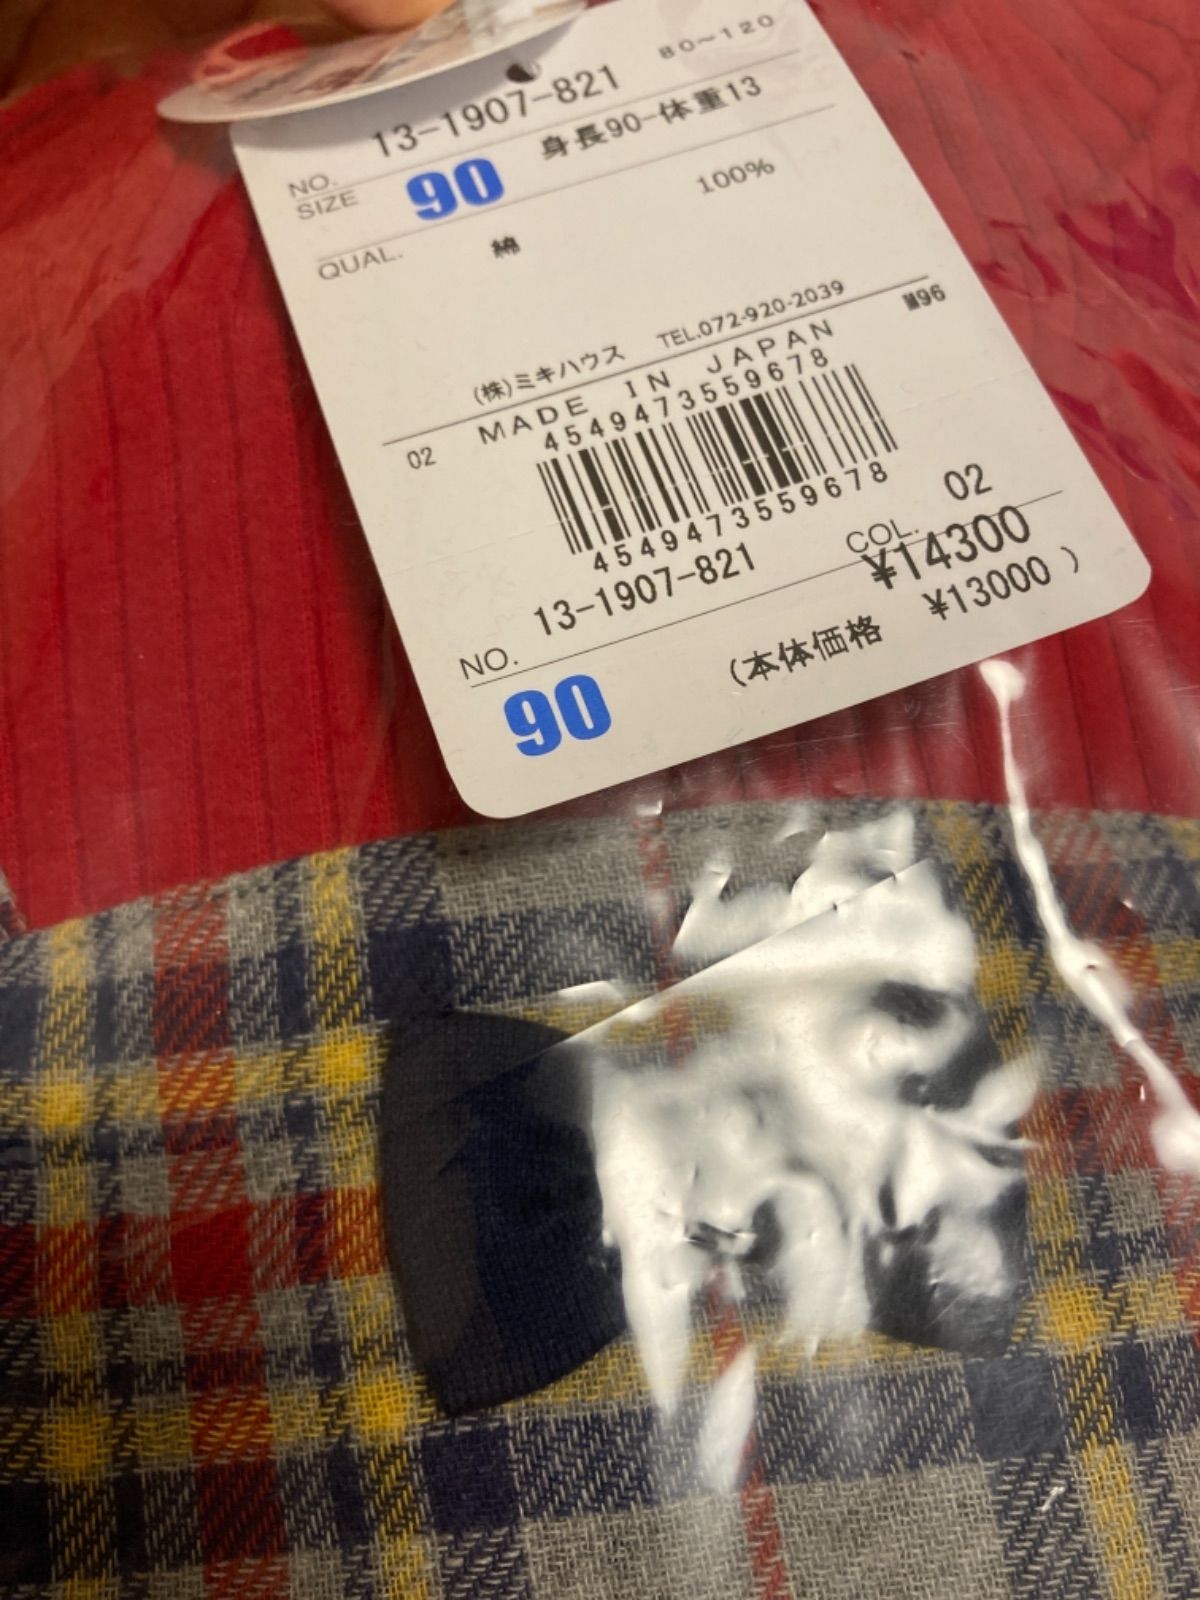 80~120
NO. 13-1907-821
SIZE 90 身長90-体重13
QUAL. 綿 100%
(株)ミキハウス TEL.072-920-2039
M96
02 MADE IN JAPAN
4549473559678
4549473559678
COL. 02
NO. 13-1907-821 ¥14300
90 (本体価格 ¥13000 )